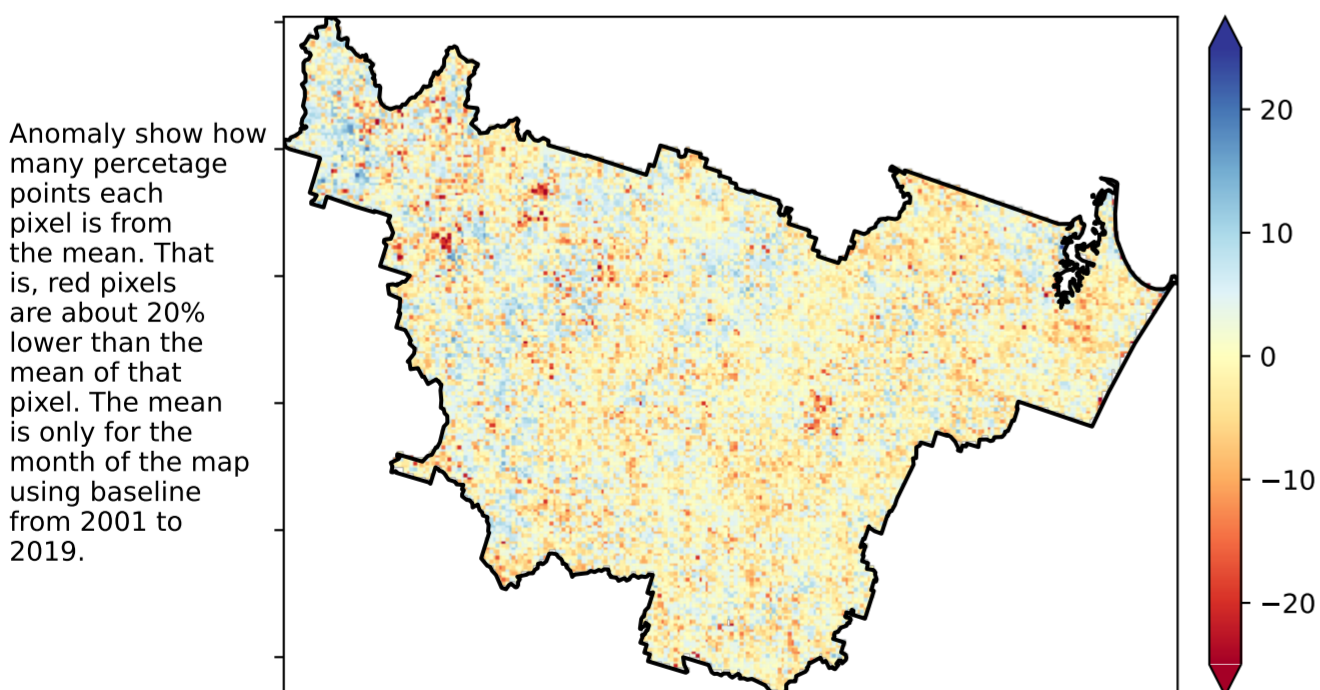 Anomaly show how
many percetage
points each
pixel is from
the mean. That
is, red pixels
are about 20%
lower than the
mean of that
pixel. The mean
is only for the
month of the map
using baseline
from 2001 to
2019.
20
10
0
−10
−20